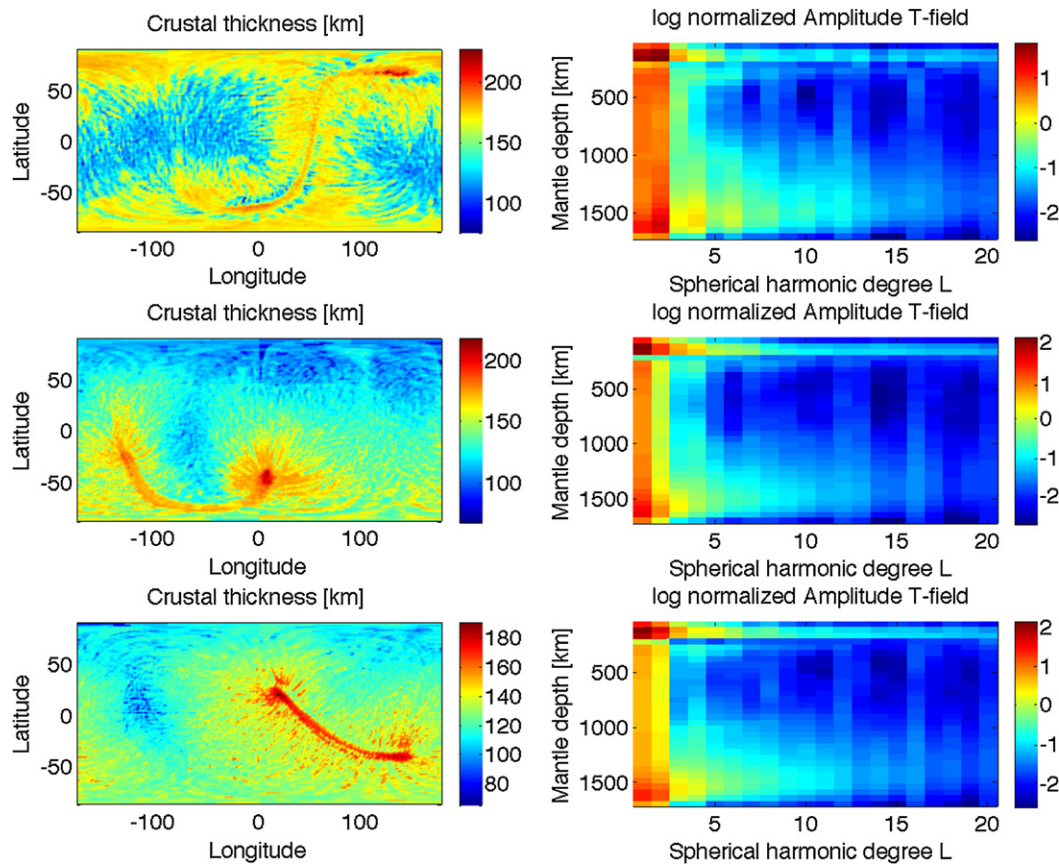 Crustal thickness [km]
log normalized Amplitude T-field
Latitude
50
0
-50
-100 0 100
Longitude
200
150
100
Mantle depth [km]
500
1000
1500
5 10 15 20
Spherical harmonic degree L
1
0
-1
-2
Crustal thickness [km]
log normalized Amplitude T-field
Latitude
50
0
-50
-100 0 100
Longitude
200
150
100
Mantle depth [km]
500
1000
1500
5 10 15 20
Spherical harmonic degree L
2
1
0
-1
-2
Crustal thickness [km]
log normalized Amplitude T-field
Latitude
50
0
-50
-100 0 100
Longitude
180
160
140
120
100
80
Mantle depth [km]
500
1000
1500
5 10 15 20
Spherical harmonic degree L
2
1
0
-1
-2